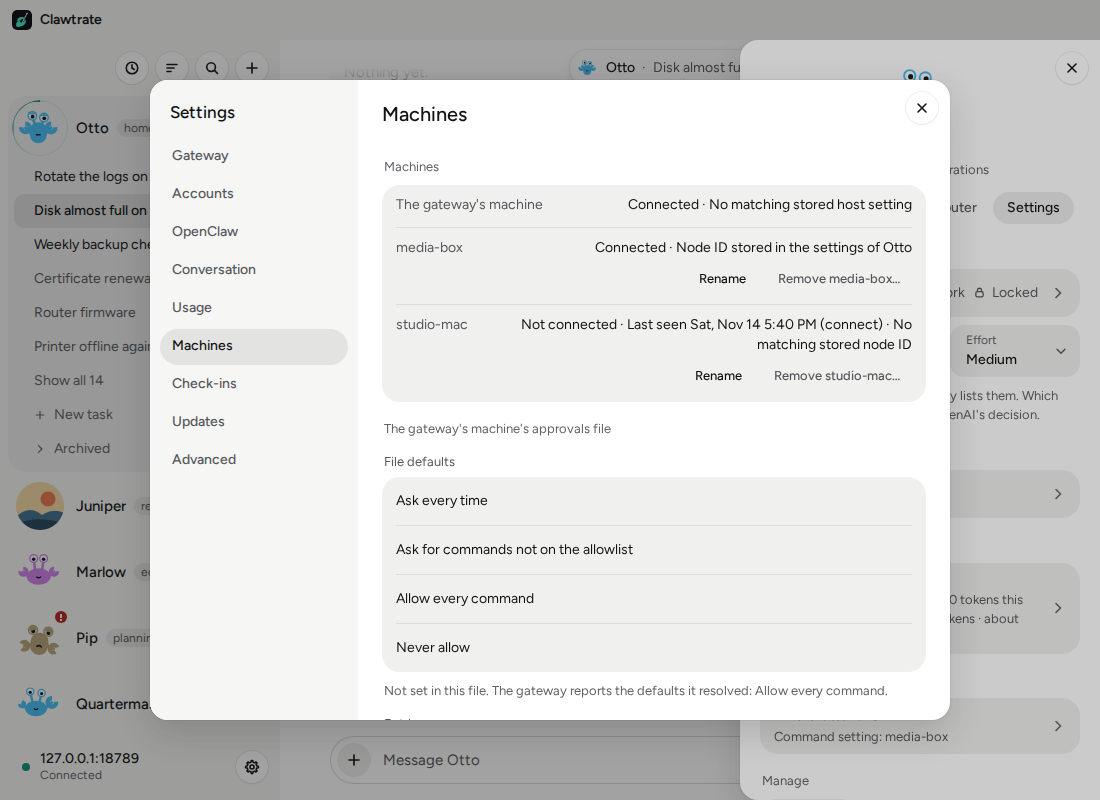 Clawtrate
Nothing yet.
Otto · Disk almost fu
Otto
home
Rotate the logs on
Disk almost full on
Weekly backup che
Certificate renewa
Router firmware
Printer offline again
Show all 14
+ New task
Archived
Juniper
re
Marlow
Pip
plannin
Quarterma
127.0.0.1:18789
Connected
Settings
Gateway
Accounts
OpenClaw
Conversation
Usage
Machines
Check-ins
Updates
Advanced
Machines
Machines
The gateway's machine
Connected · No matching stored host setting
media-box
Connected · Node ID stored in the settings of Otto
Rename
Remove media-box…
studio-mac
Not connected · Last seen Sat, Nov 14 5:40 PM (connect) · No
matching stored node ID
Rename
Remove studio-mac…
The gateway's machine's approvals file
File defaults
Ask every time
Ask for commands not on the allowlist
Allow every command
Never allow
Not set in this file. The gateway reports the defaults it resolved: Allow every command.
Message Otto
rations
uter
Settings
ork
Locked
Effort
Medium
y lists them. Which
enAI's decision.
0 tokens this
kens · about
Command setting: media-box
Manage